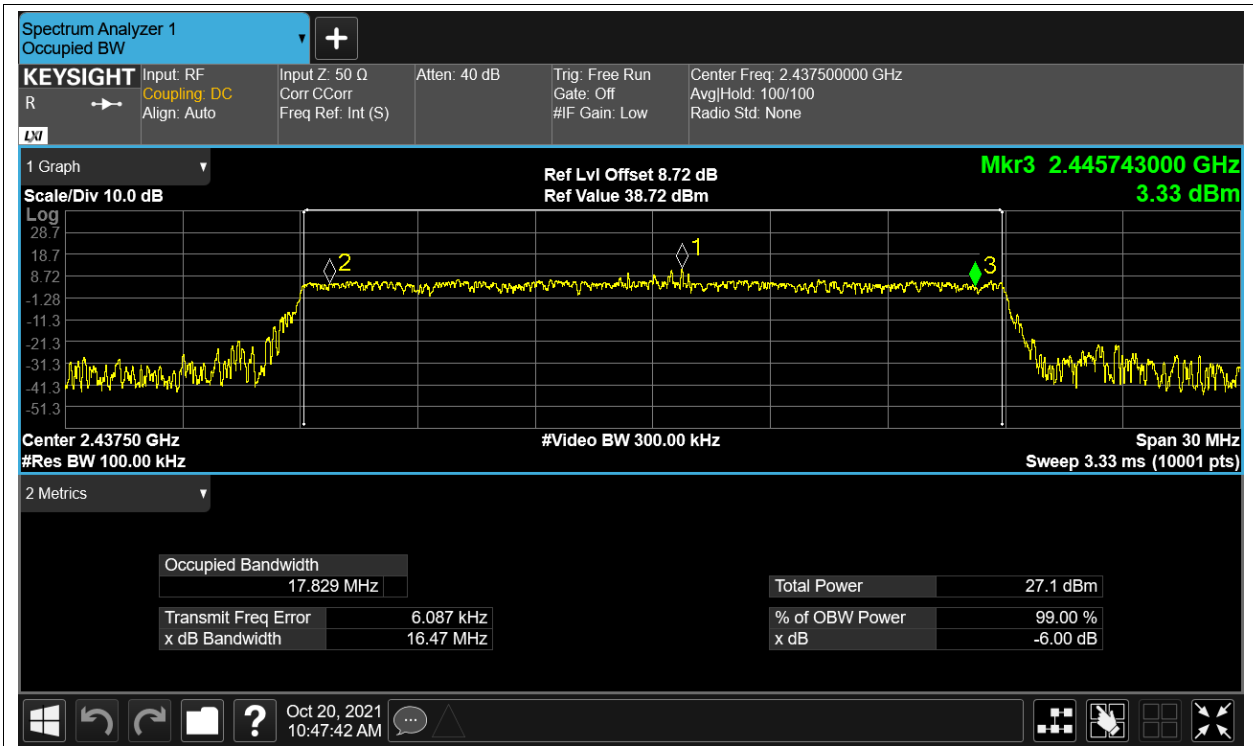 Spectrum Analyzer 1
Occupied BW
KEYSIGHT
R
LXI
Input: RF
Coupling: DC
Align: Auto
Input Z: 50 Ω
Corr CCorr
Freq Ref: Int (S)
Atten: 40 dB
Trig: Free Run
Gate: Off
#IF Gain: Low
Center Freq: 2.437500000 GHz
Avg|Hold: 100/100
Radio Std: None
1 Graph
Scale/Div 10.0 dB
Ref Lvl Offset 8.72 dB
Ref Value 38.72 dBm
Mkr3 2.445743000 GHz
3.33 dBm
Log
28.7
18.7
8.72
-1.28
-11.3
-21.3
-31.3
-41.3
-51.3
2
1
3
Center 2.43750 GHz
#Video BW 300.00 kHz
Span 30 MHz
#Res BW 100.00 kHz
Sweep 3.33 ms (10001 pts)
2 Metrics
Occupied Bandwidth
17.829 MHz
Transmit Freq Error 6.087 kHz
x dB Bandwidth 16.47 MHz
Total Power 27.1 dBm
% of OBW Power 99.00 %
x dB -6.00 dB
?
Oct 20, 2021
10:47:42 AM